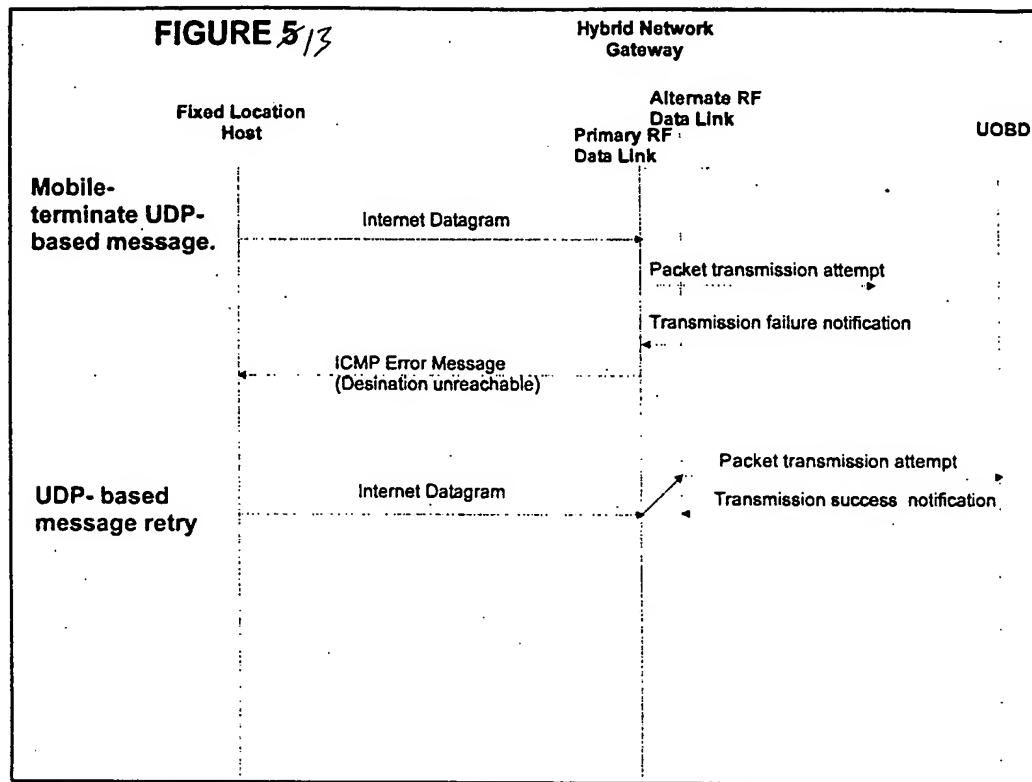 FIGURE 5/13
Hybrid Network
Gateway
Alternate RF
Data Link
Fixed Location
Host
UOBD
Primary RF
Data Link
Mobile-
terminate UDP-
based message.
Internet Datagram
Packet transmission attempt
Transmission failure notification
ICMP Error Message
(Desination unreachable)
Packet transmission attempt
UDP- based
message retry
Internet Datagram
Transmission success notification